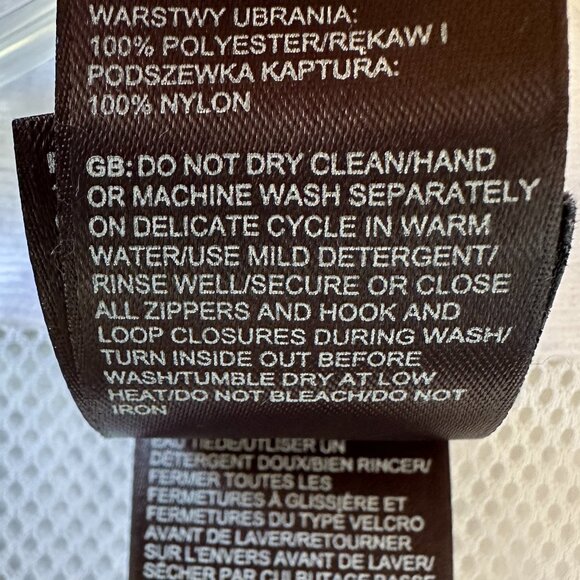 WARSTWY UBRANIA:
100% POLYESTER/RĘKAW I
PODSZEWKA KAPTURA:
100% NYLON
GB: DO NOT DRY CLEAN/HAND
OR MACHINE WASH SEPARATELY
ON DELICATE CYCLE IN WARM
WATER/USE MILD DETERGENT/
RINSE WELL/SECURE OR CLOSE
ALL ZIPPERS AND HOOK AND
LOOP CLOSURES DURING WASH/
TURN INSIDE OUT BEFORE
WASH/TUMBLE DRY AT LOW
HEAT/DO NOT BLEACH/DO NOT
IRON
EAU TIÈDE/UTILISER UN
DÉTERGENT DOUX/BIEN RINCER/
FERMER TOUTES LES
FERMETURES À GLISSIÈRE ET
FERMETURES DU TYPE VELCRO
AVANT DE LAVER/RETOURNER
SUR L'ENVERS AVANT DE LAVER/
SÉCHER PAR CULBUTAGE